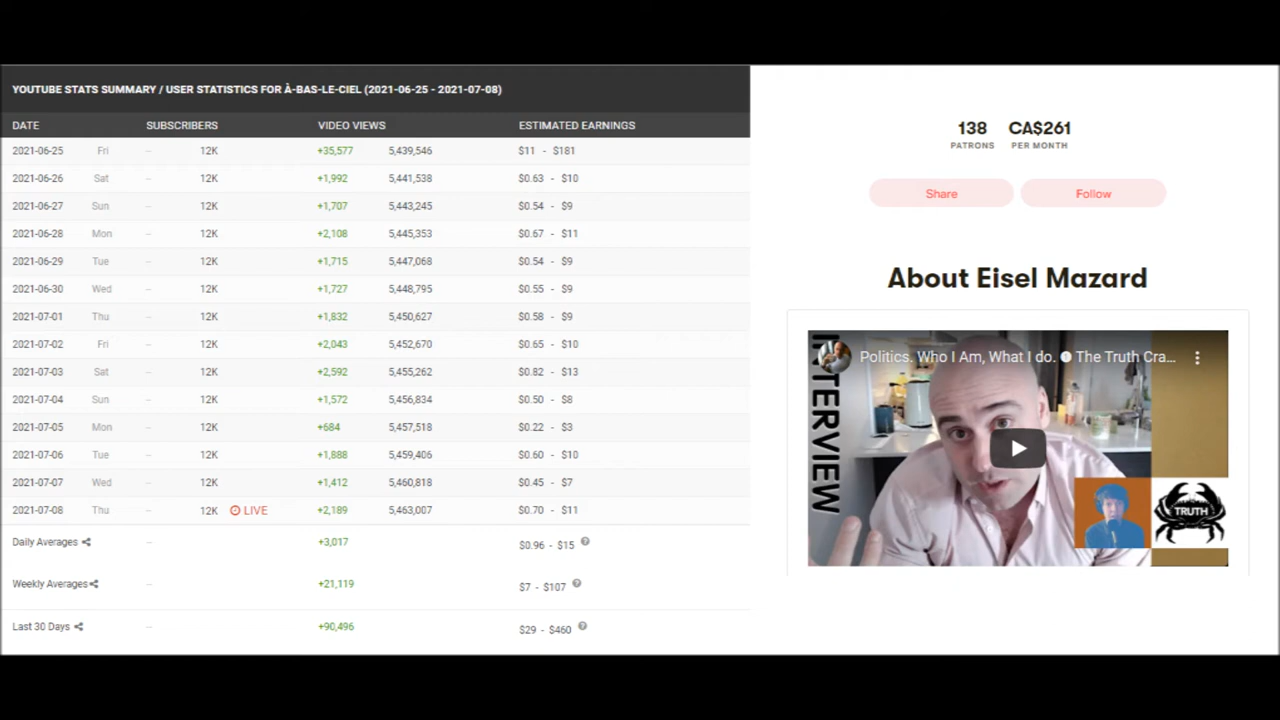 YOUTUBE STATS SUMMARY / USER STATISTICS FOR À-BAS-LE-CIEL (2021-06-25 - 2021-07-08)
DATE SUBSCRIBERS VIDEO VIEWS ESTIMATED EARNINGS
2021-06-25 Fri -- 12K +35,577 5,439,546 $11 - $181
2021-06-26 Sat -- 12K +1,992 5,441,538 $0.63 - $10
2021-06-27 Sun -- 12K +1,707 5,443,245 $0.54 - $9
2021-06-28 Mon -- 12K +2,108 5,445,353 $0.67 - $11
2021-06-29 Tue -- 12K +1,715 5,447,068 $0.54 - $9
2021-06-30 Wed -- 12K +1,727 5,448,795 $0.55 - $9
2021-07-01 Thu -- 12K +1,832 5,450,627 $0.58 - $9
2021-07-02 Fri -- 12K +2,043 5,452,670 $0.65 - $10
2021-07-03 Sat -- 12K +2,592 5,455,262 $0.82 - $13
2021-07-04 Sun -- 12K +1,572 5,456,834 $0.50 - $8
2021-07-05 Mon -- 12K +684 5,457,518 $0.22 - $3
2021-07-06 Tue -- 12K +1,888 5,459,406 $0.60 - $10
2021-07-07 Wed -- 12K +1,412 5,460,818 $0.45 - $7
2021-07-08 Thu -- 12K LIVE +2,189 5,463,007 $0.70 - $11
Daily Averages -- +3,017 $0.96 - $15
Weekly Averages -- +21,119 $7 - $107
Last 30 Days -- +90,496 $29 - $460
138 CA$261
PATRONS PER MONTH
Share Follow
About Eisel Mazard
Politics. Who I Am, What I do. The Truth Cra...
INTERVIEW
TRUTH